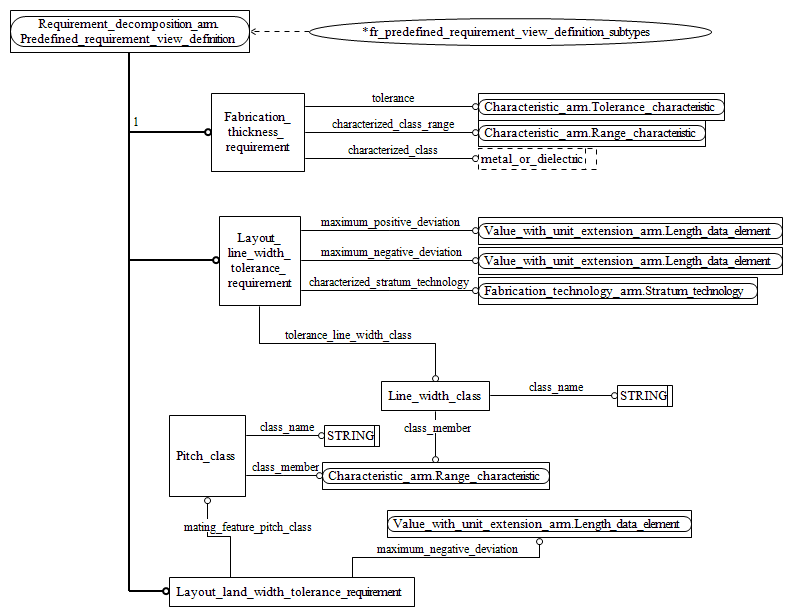 Requirement_decomposition_arm.
Predefined_requirement_view_definition
*fr_predefined_requirement_view_definition_subtypes
1
Fabrication_
thickness_
requirement
tolerance
Characteristic_arm.Tolerance_characteristic
characterized_class_range
Characteristic_arm.Range_characteristic
characterized_class
metal_or_dielectric
Layout_
line_width_
tolerance_
requirement
maximum_positive_deviation
Value_with_unit_extension_arm.Length_data_element
maximum_negative_deviation
Value_with_unit_extension_arm.Length_data_element
characterized_stratum_technology
Fabrication_technology_arm.Stratum_technology
tolerance_line_width_class
Line_width_class
class_name
STRING
class_member
Pitch_class
class_name
STRING
class_member
Characteristic_arm.Range_characteristic
mating_feature_pitch_class
Value_with_unit_extension_arm.Length_data_element
maximum_negative_deviation
Layout_land_width_tolerance_requirement